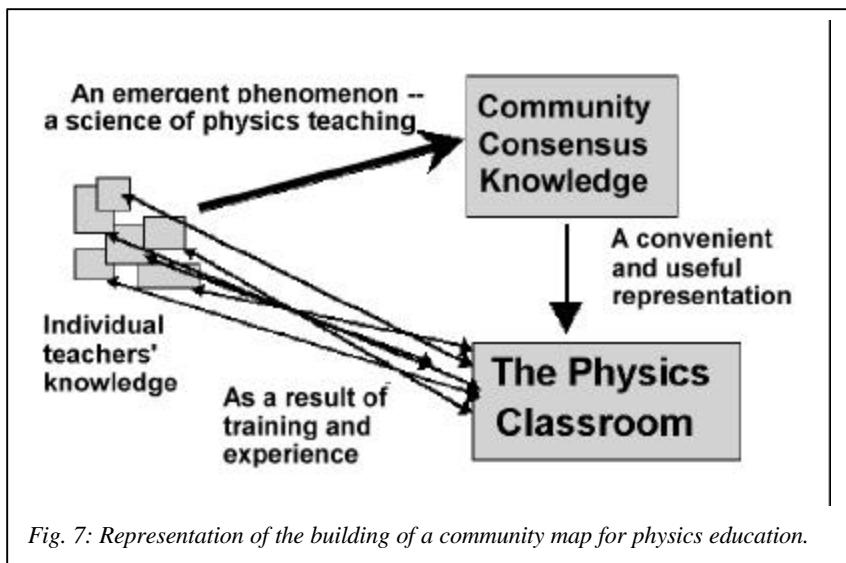 An emergent phenomenon --
a science of physics teaching
Community
Consensus
Knowledge
A convenient
and useful
representation
Individual
teachers'
knowledge
As a result of
training and
experience
The Physics
Classroom
Fig. 7: Representation of the building of a community map for physics education.